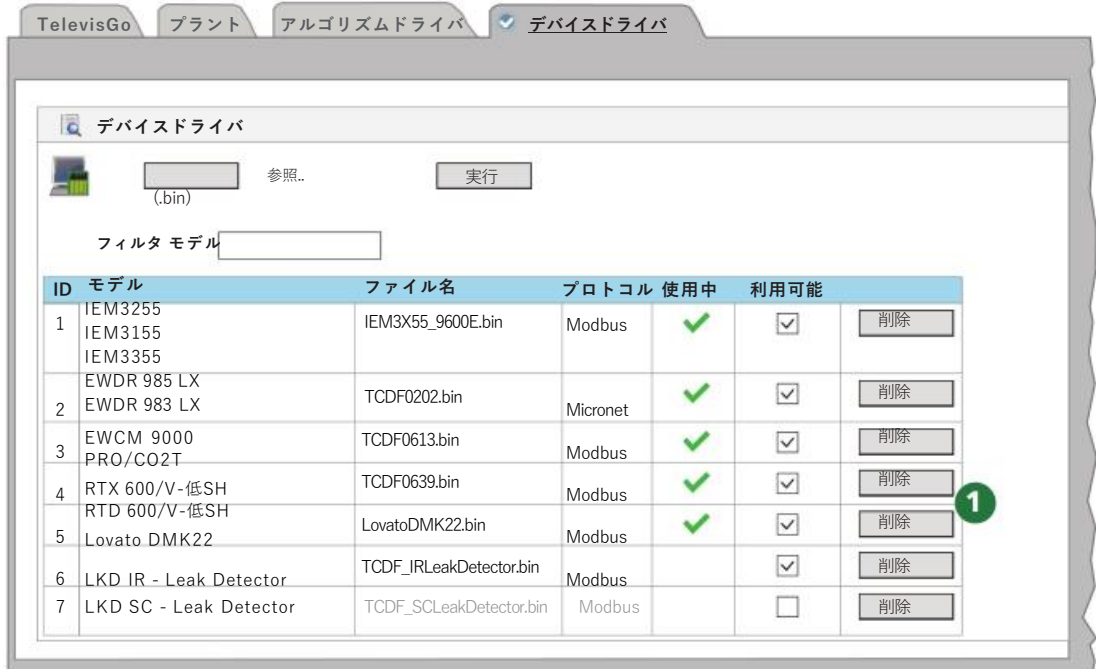 TelevisGo プラント アルゴリズムドライバ デバイスドライバ
デバイスドライバ
参照.. 実行
(.bin)
フィルタ モデル
ID モデル ファイル名 プロトコル 使用中 利用可能
1 IEM3255 IEM3X55_9600E.bin Modbus 削除
IEM3155
IEM3355
2 EWDR 985 LX TCDF0202.bin Micronet 削除
EWDR 983 LX
3 EWCM 9000 TCDF0613.bin Modbus 削除
PRO/CO2T
4 RTX 600/V-低SH TCDF0639.bin Modbus 削除
RTD 600/V-低SH
5 Lovato DMK22 LovatoDMK22.bin Modbus 削除
6 LKD IR - Leak Detector TCDF_IRLeakDetector.bin Modbus 削除
7 LKD SC - Leak Detector TCDF_SCLeakDetector.bin Modbus 削除
1